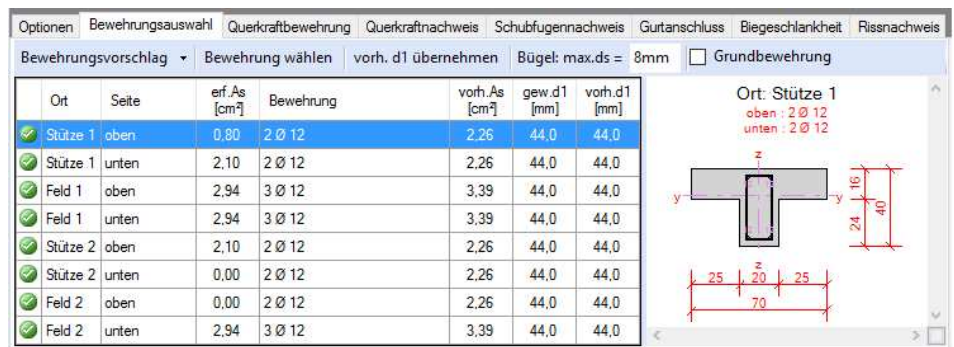 Optionen Bewehrungsauswahl Querkraftbewehrung Querkraftnachweis Schubfugennachweis Gurtanschluss Biegeschlankheit Rissnachweis
Bewehrungsvorschlag Bewehrung wählen vorh. d1 übernehmen Bügel: max.ds = 8mm Grundbewehrung
Ort Seite erf.As [cm²] Bewehrung vorh.As [cm²] gew.d1 [mm] vorh.d1 [mm]
Stütze 1 oben 0,80 2 Ø 12 2,26 44,0 44,0
Stütze 1 unten 2,10 2 Ø 12 2,26 44,0 44,0
Feld 1 oben 2,94 3 Ø 12 3,39 44,0 44,0
Feld 1 unten 2,94 3 Ø 12 3,39 44,0 44,0
Stütze 2 oben 2,10 2 Ø 12 2,26 44,0 44,0
Stütze 2 unten 0,00 2 Ø 12 2,26 44,0 44,0
Feld 2 oben 0,00 2 Ø 12 2,26 44,0 44,0
Feld 2 unten 2,94 3 Ø 12 3,39 44,0 44,0
Ort: Stütze 1
oben : 2 Ø 12
unten : 2 Ø 12
z
y y
16
24
40
z
25 20 25
70